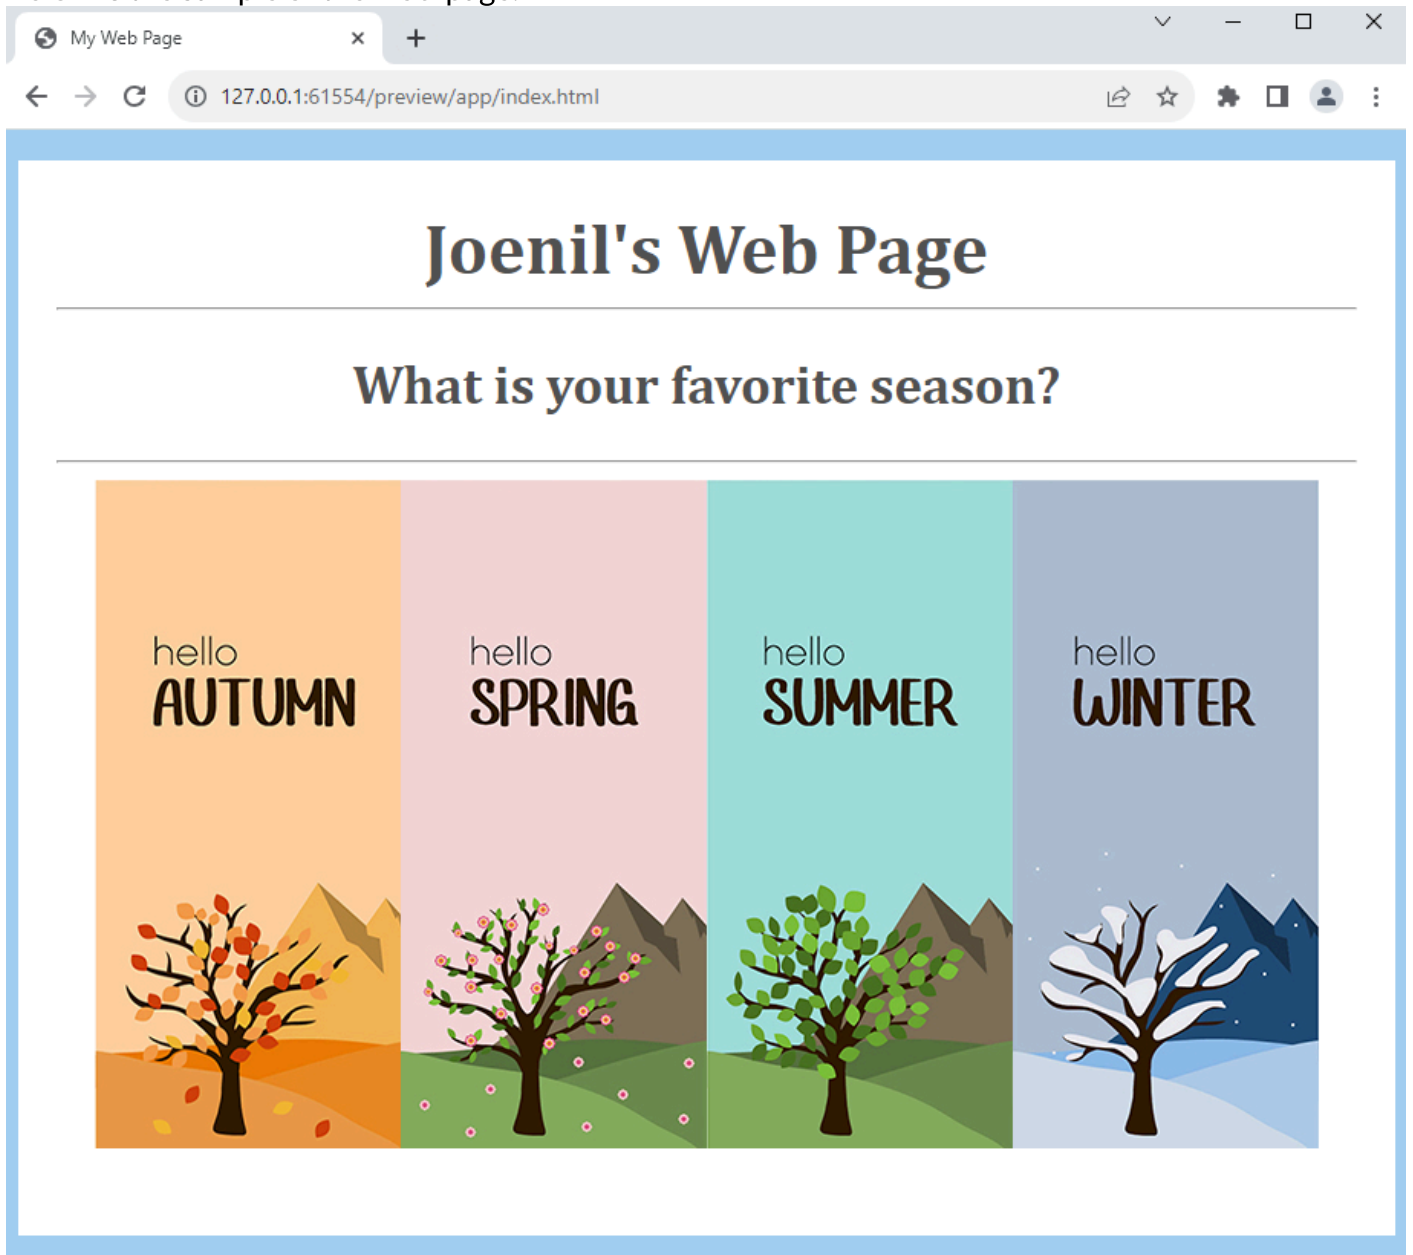 My Web Page
127.0.0.1:61554/preview/app/index.html
Joenil's Web Page
What is your favorite season?
hello
AUTUMN
hello
SPRING
hello
SUMMER
hello
WINTER